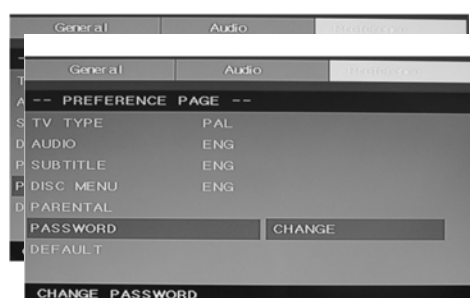 General Audio
General Audio
-- PREFERENCE PAGE --
TV TYPE PAL
AUDIO ENG
SUBTITLE ENG
DISC MENU ENG
PARENTAL
PASSWORD CHANGE
DEFAULT
CHANGE PASSWORD